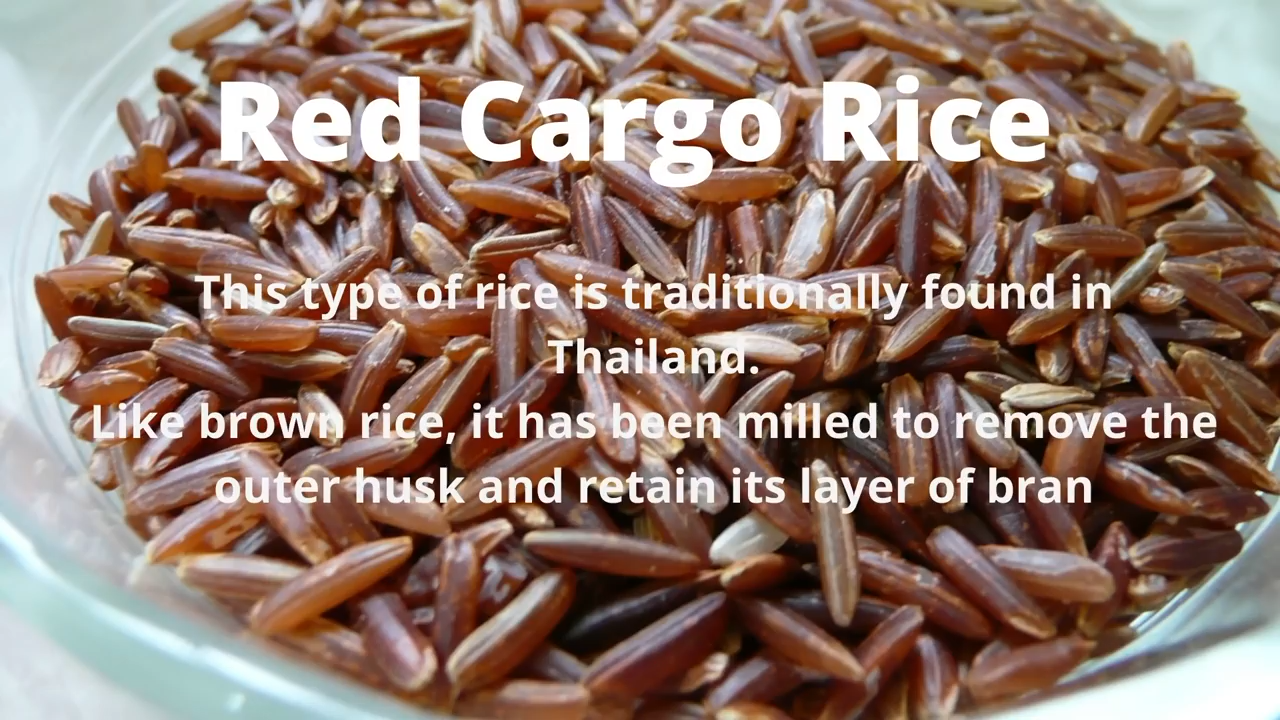 Red Cargo Rice
This type of rice is traditionally found in
Thailand.
Like brown rice, it has been milled to remove the
outer husk and retain its layer of bran